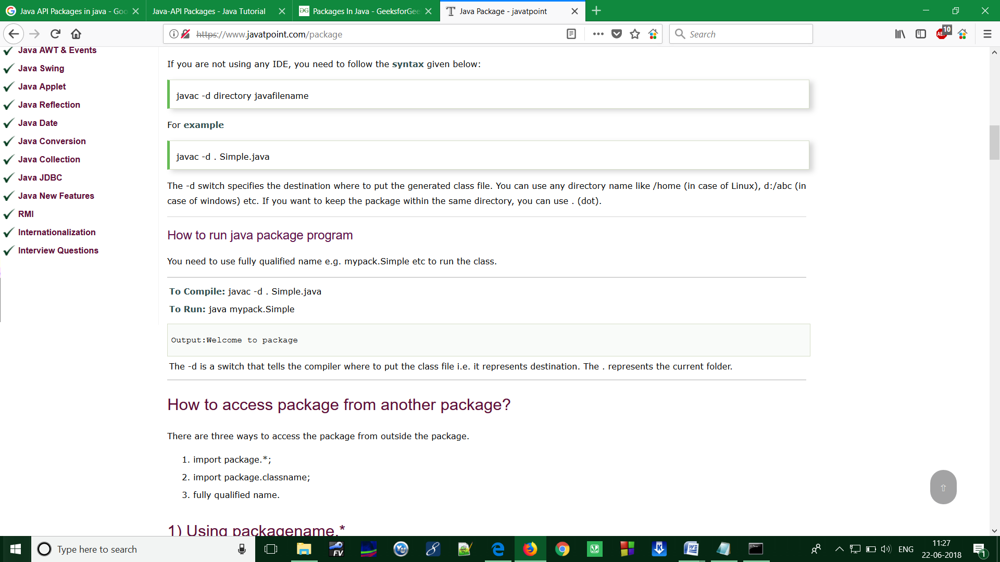 Java API Packages in java - Goo
Java-API Packages - Java Tutorial
Packages In Java - GeeksforGee
Java Package - javatpoint
https://www.javatpoint.com/package
Search
10
Java AWT & Events
Java Swing
Java Applet
Java Reflection
Java Date
Java Conversion
Java Collection
Java JDBC
Java New Features
RMI
Internationalization
Interview Questions
If you are not using any IDE, you need to follow the syntax given below:
javac -d directory javafilename
For example
javac -d . Simple.java
The -d switch specifies the destination where to put the generated class file. You can use any directory name like /home (in case of Linux), d:/abc (in
case of windows) etc. If you want to keep the package within the same directory, you can use . (dot).
How to run java package program
You need to use fully qualified name e.g. mypack.Simple etc to run the class.
To Compile: javac -d . Simple.java
To Run: java mypack.Simple
Output:Welcome to package
The -d is a switch that tells the compiler where to put the class file i.e. it represents destination. The . represents the current folder.
How to access package from another package?
There are three ways to access the package from outside the package.
1. import package.*;
2. import package.classname;
3. fully qualified name.
1) Using packagename.*
Type here to search
FV
ENG
11:27
22-06-2018
1